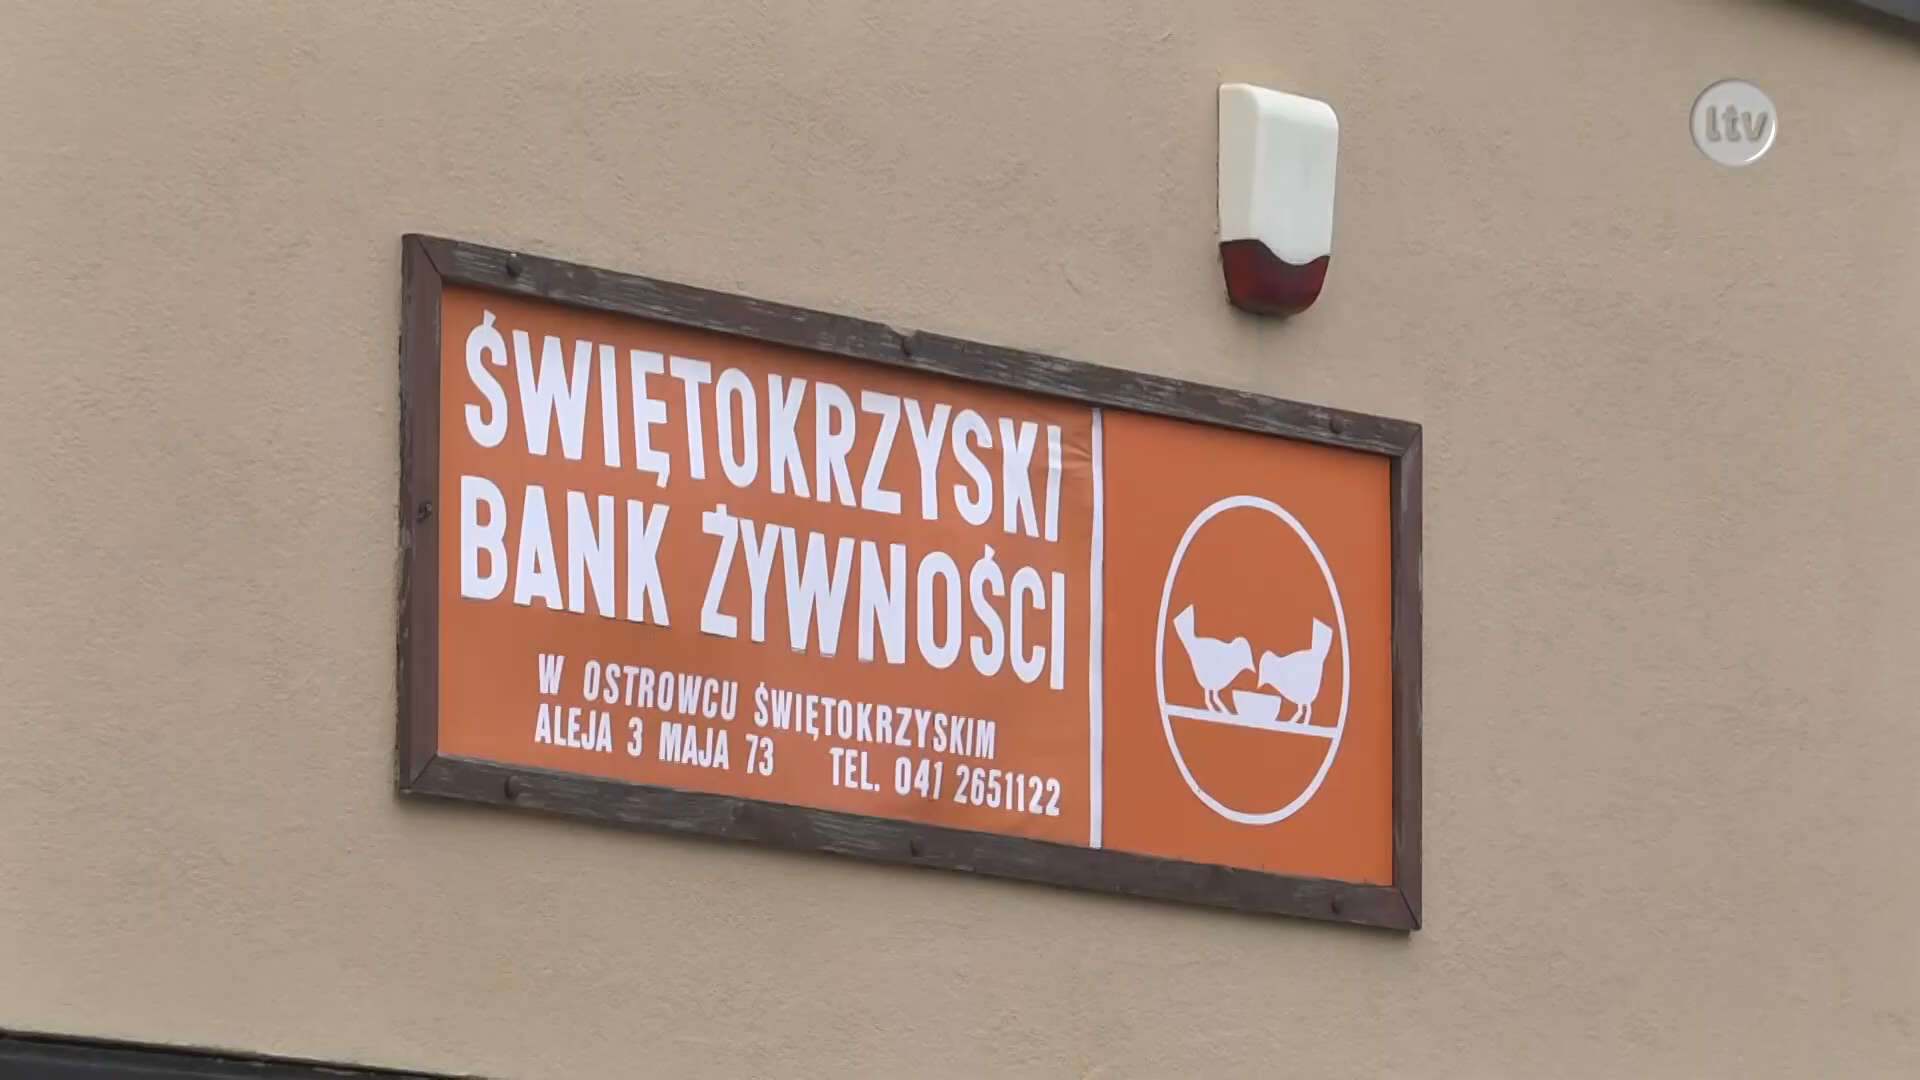 ltv
ŚWIĘTOKRZYSKI
BANK ŻYWNOŚCI
W OSTROWCU ŚWIĘTOKRZYSKIM
ALEJA 3 MAJA 73 TEL. 041 2651122